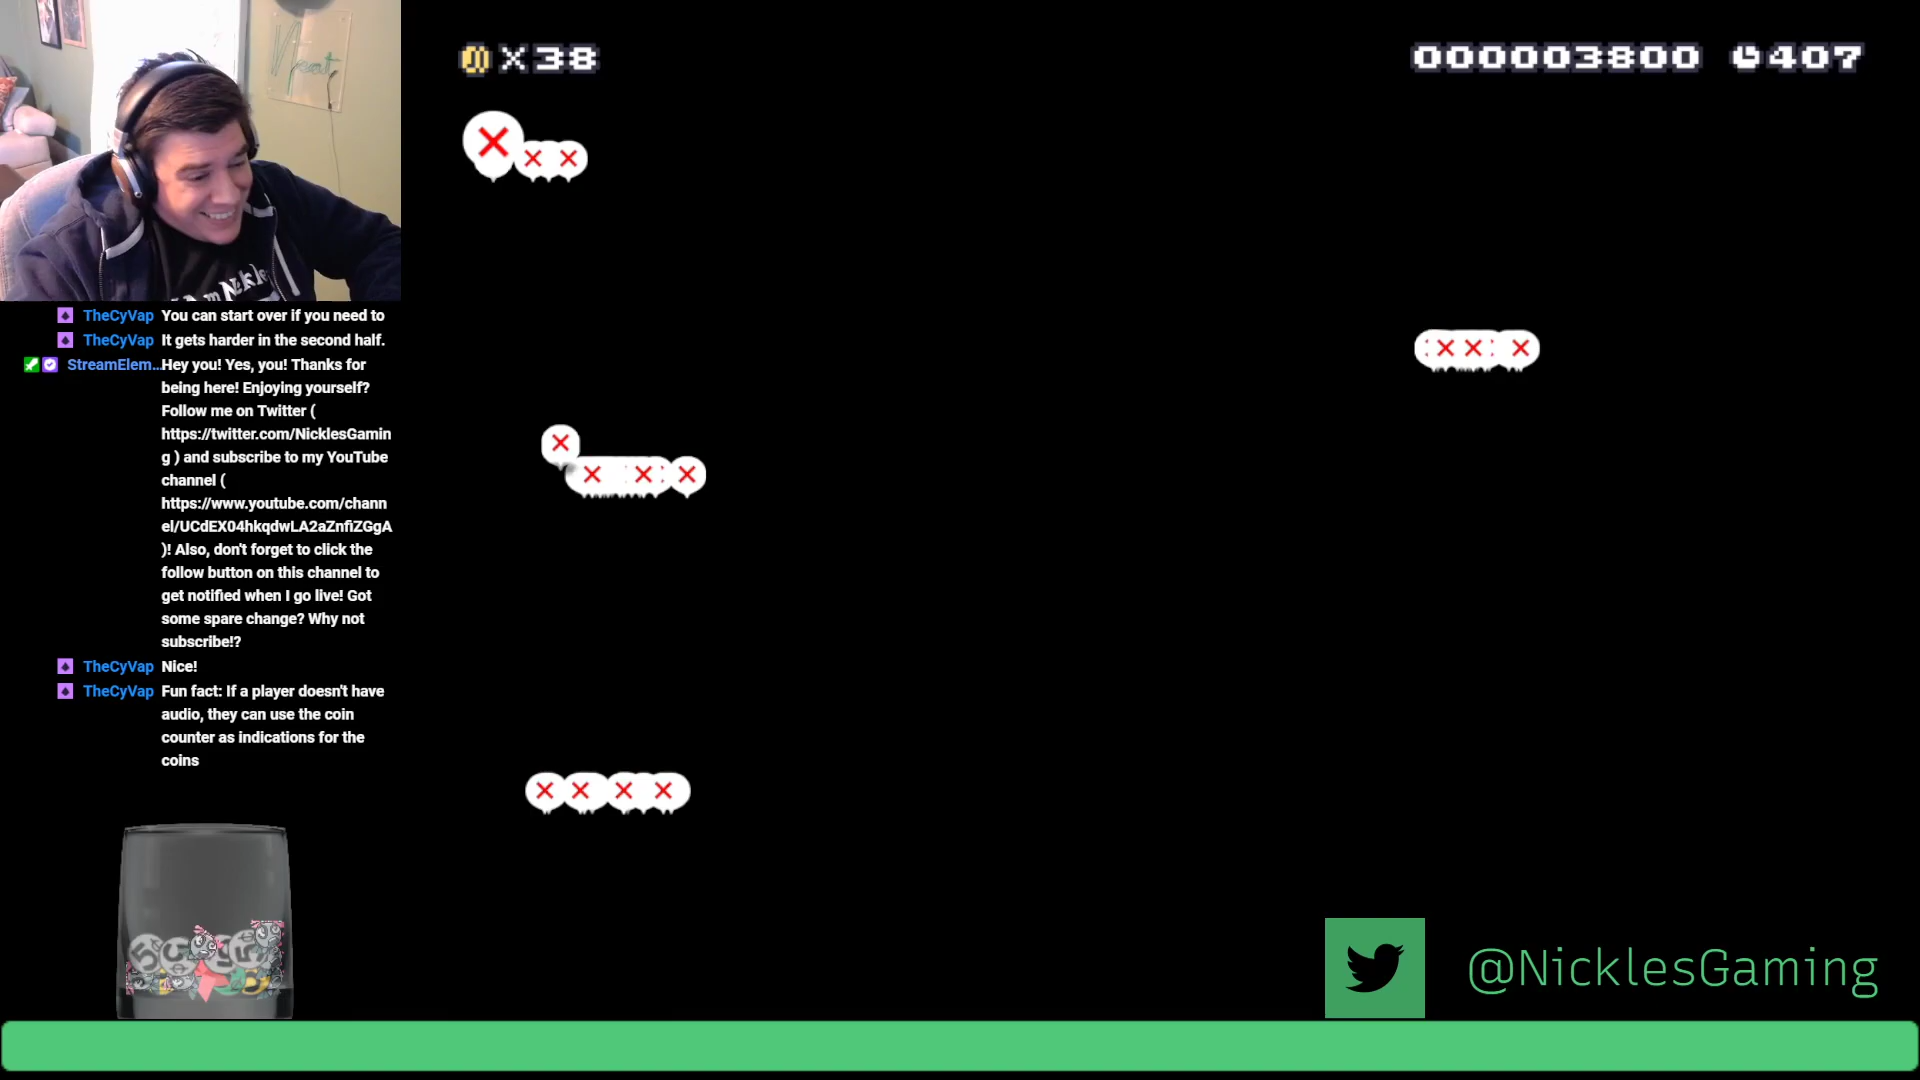 X38
000003800 407
TheCyVap You can start over if you need to
TheCyVap It gets harder in the second half.
StreamElem... Hey you! Yes, you! Thanks for
being here! Enjoying yourself?
Follow me on Twitter (
https://twitter.com/NicklesGamin
g ) and subscribe to my YouTube
channel (
https://www.youtube.com/chann
el/UCdEX04hkqdwLA2aZnfiZGgA
)! Also, don't forget to click the
follow button on this channel to
get notified when I go live! Got
some spare change? Why not
subscribe!?
TheCyVap Nice!
TheCyVap Fun fact: If a player doesn't have
audio, they can use the coin
counter as indications for the
coins
@NicklesGaming